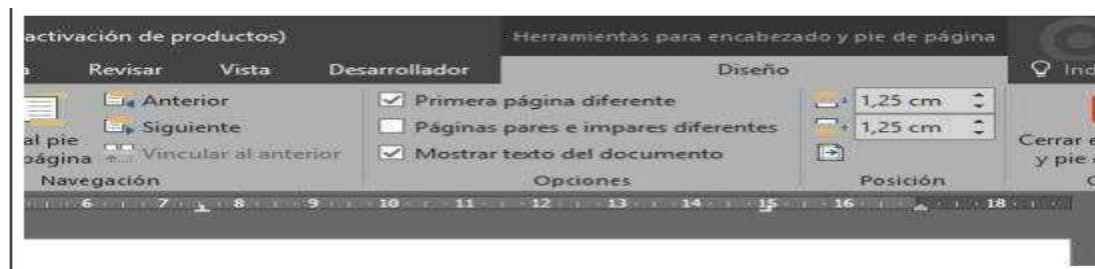 activación de productos) Herramientas para encabezado y pie de página
Revisar Vista Desarrollador Diseño Ind
Anterior Primera página diferente 1,25 cm
Siguiente Páginas pares e impares diferentes 1,25 cm
al pie
página Vincular al anterior Mostrar texto del documento Cerrar e
y pie
Navegación Opciones Posición
6 7 8 9 10 11 12 13 14 15 16 18